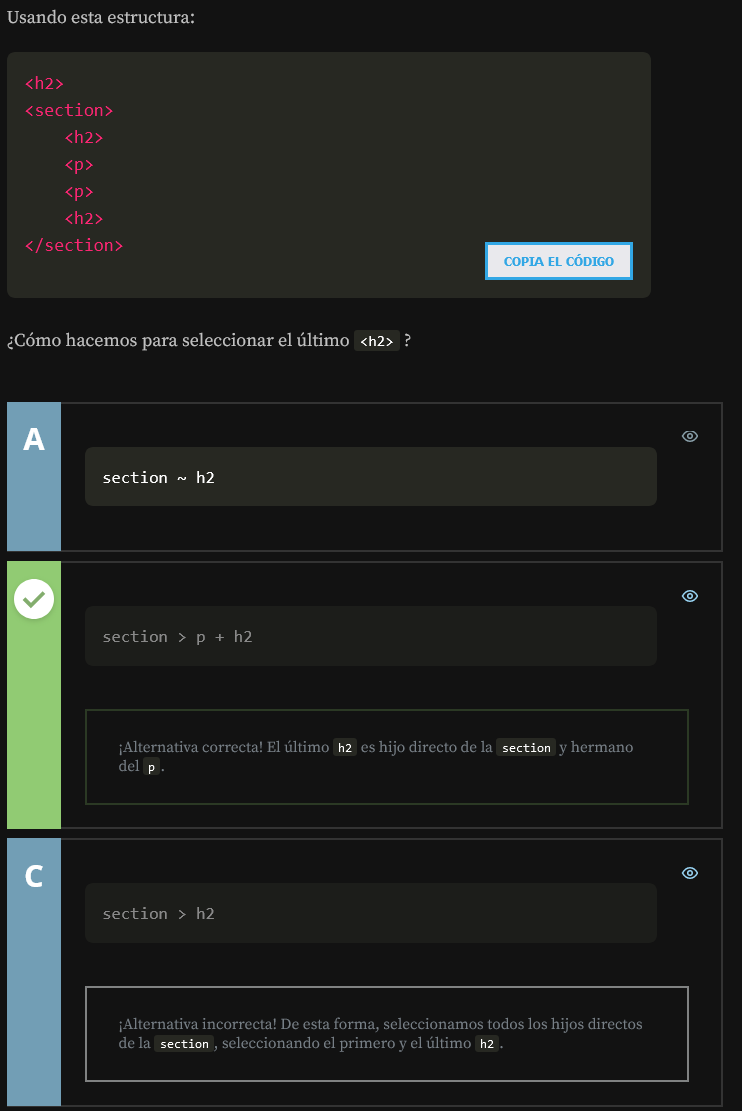 Usando esta estructura:
<h2>
<section>
    <h2>
    <p>
    <p>
    <h2>
</section>
COPIA EL CÓDIGO
¿Cómo hacemos para seleccionar el último <h2> ?
A
section ~ h2
section > p + h2
¡Alternativa correcta! El último h2 es hijo directo de la section y hermano
del p .
C
section > h2
¡Alternativa incorrecta! De esta forma, seleccionamos todos los hijos directos
de la section , seleccionando el primero y el último h2 .